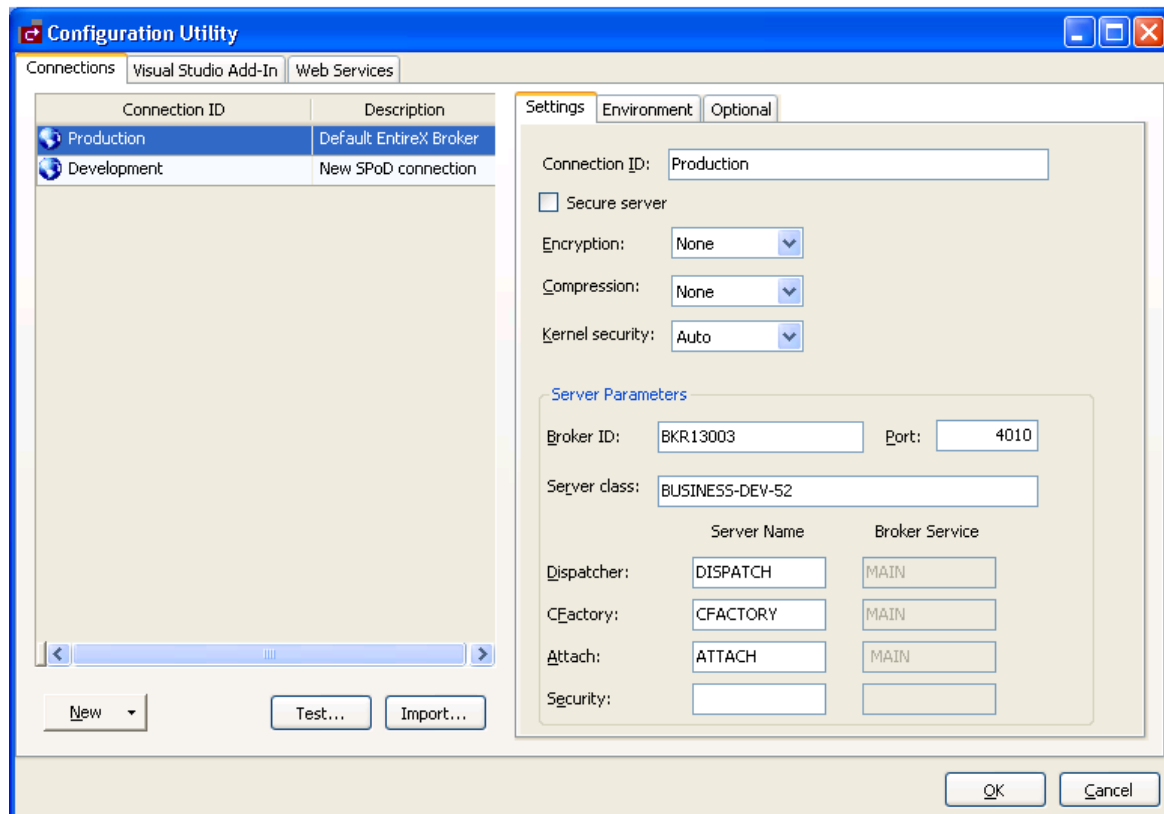 Configuration Utility
Connections Visual Studio Add-In Web Services
Connection ID Description
Production Default EntireX Broker
Development New SPoD connection
New Test... Import...
Settings Environment Optional
Connection ID: Production
Secure server
Encryption: None
Compression: None
Kernel security: Auto
Server Parameters
Broker ID: BKR13003 Port: 4010
Server class: BUSINESS-DEV-52
Server Name Broker Service
Dispatcher: DISPATCH MAIN
CFactory: CFACTORY MAIN
Attach: ATTACH MAIN
Security:
OK Cancel